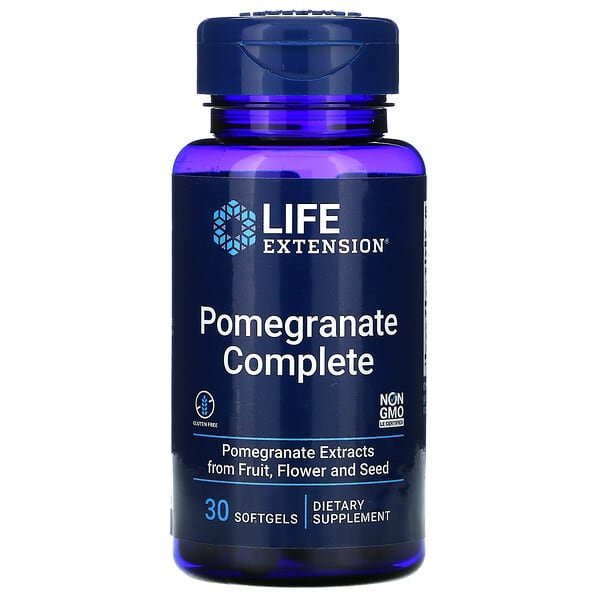 LIFE
EXTENSION®
Pomegranate
Complete
GLUTEN FREE
NON
GMO
LE CERTIFIED
Pomegranate Extracts
from Fruit, Flower and Seed
30 SOFTGELS
DIETARY
SUPPLEMENT